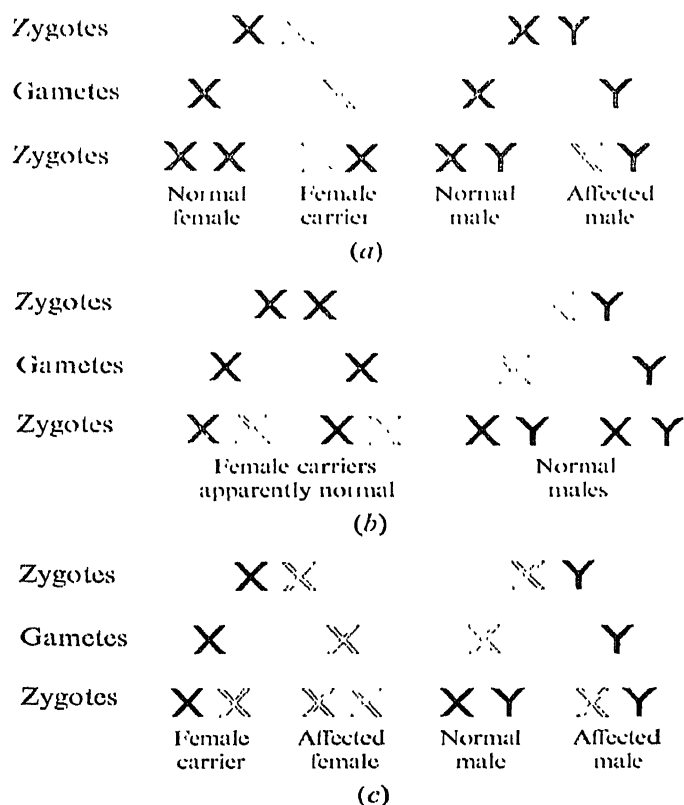 Zygotes X X Y
Gametes X X Y
Zygotes X X X X Y Y
Normal female Female carrier Normal male Affected male
(a)
Zygotes X X Y
Gametes X X Y
Zygotes X X X Y X Y
Female carriers apparently normal Normal males
(b)
Zygotes X X X Y
Gametes X X X Y
Zygotes X X X X X Y X Y
Female carrier Affected female Normal male Affected male
(c)